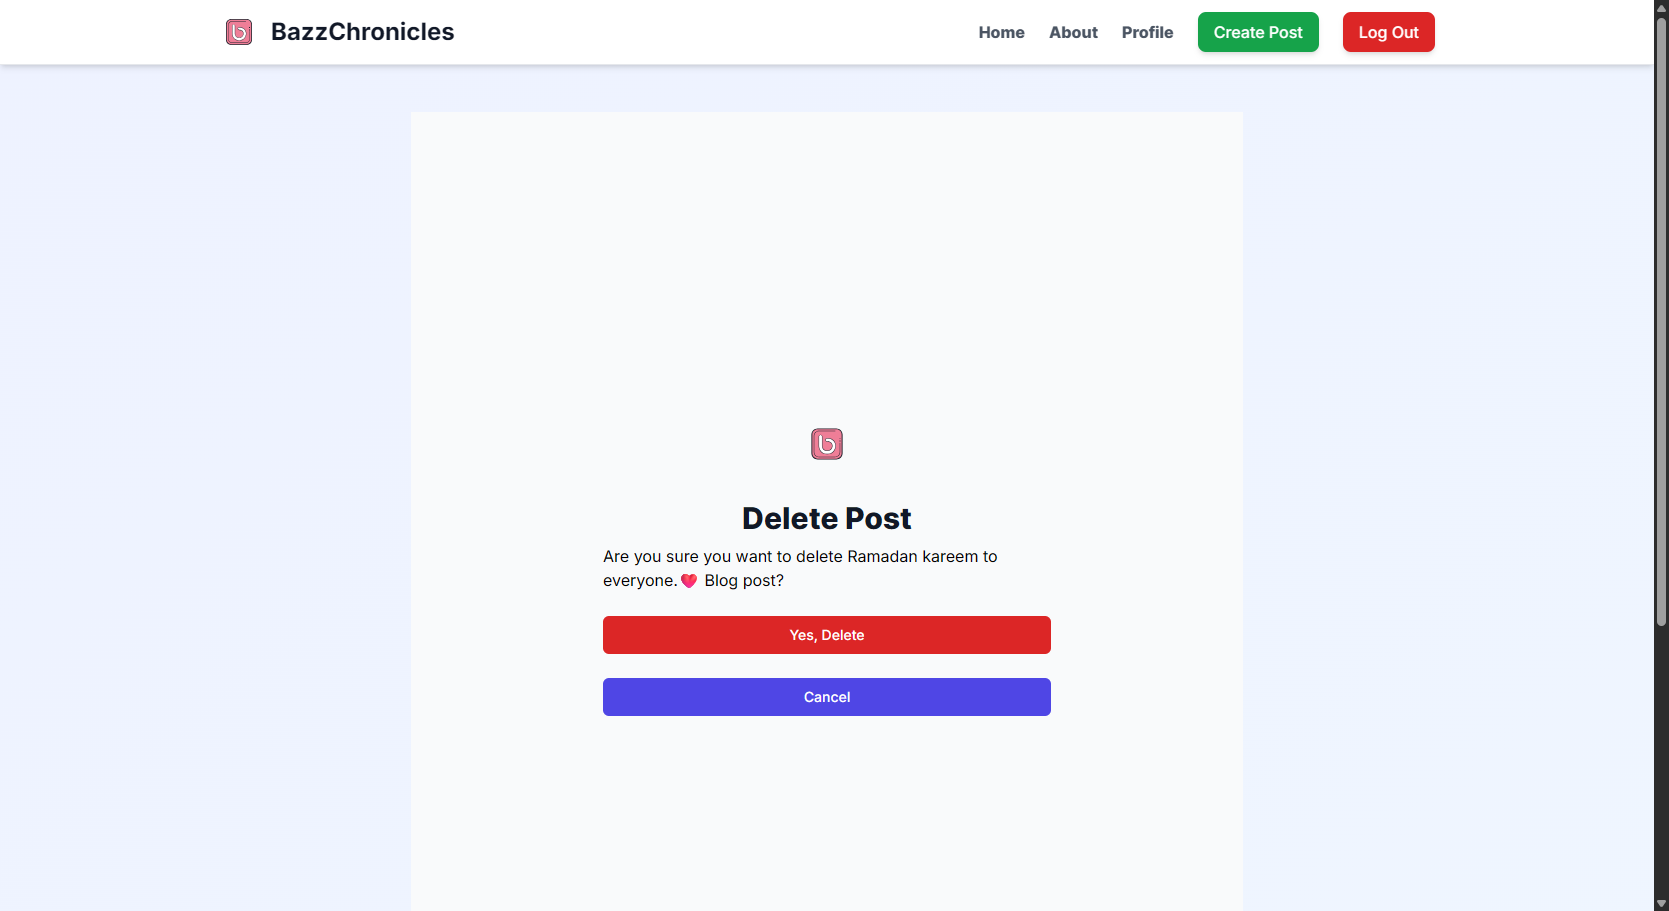 BazzChronicles
Home
About
Profile
Create Post
Log Out
Delete Post
Are you sure you want to delete Ramadan kareem to
everyone.❤️ Blog post?
Yes, Delete
Cancel